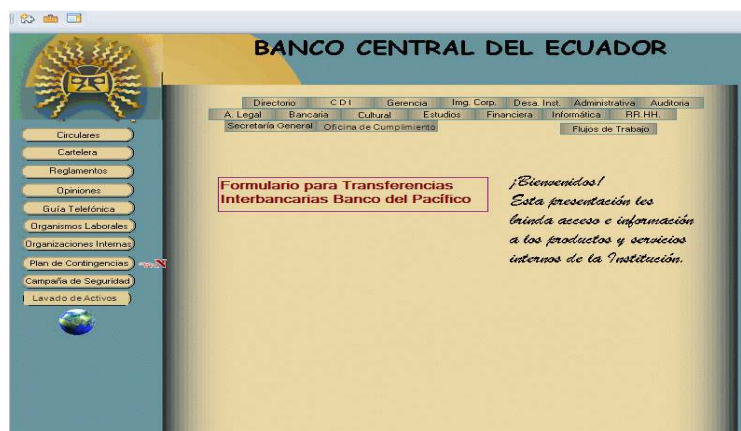 BANCO CENTRAL DEL ECUADOR
Directorio CDI Gerencia Img. Corp. Desa. Inst. Administrativa Auditoria
A. Legal Bancaria Cultural Estudios Financiera Informática RR.HH.
Secretaría General Oficina de Cumplimiento Flujos de Trabajo
Circulares
Cartelera
Reglamentos
Opiniones
Guía Telefónica
Organismos Laborales
Organizaciones Internas
Plan de Contingencias
Campaña de Seguridad
Lavado de Activos
Formulario para Transferencias
Interbancarias Banco del Pacífico
¡Bienvenidos!
Esta presentación les
brinda acceso e información
a los productos y servicios
internos de la Institución.